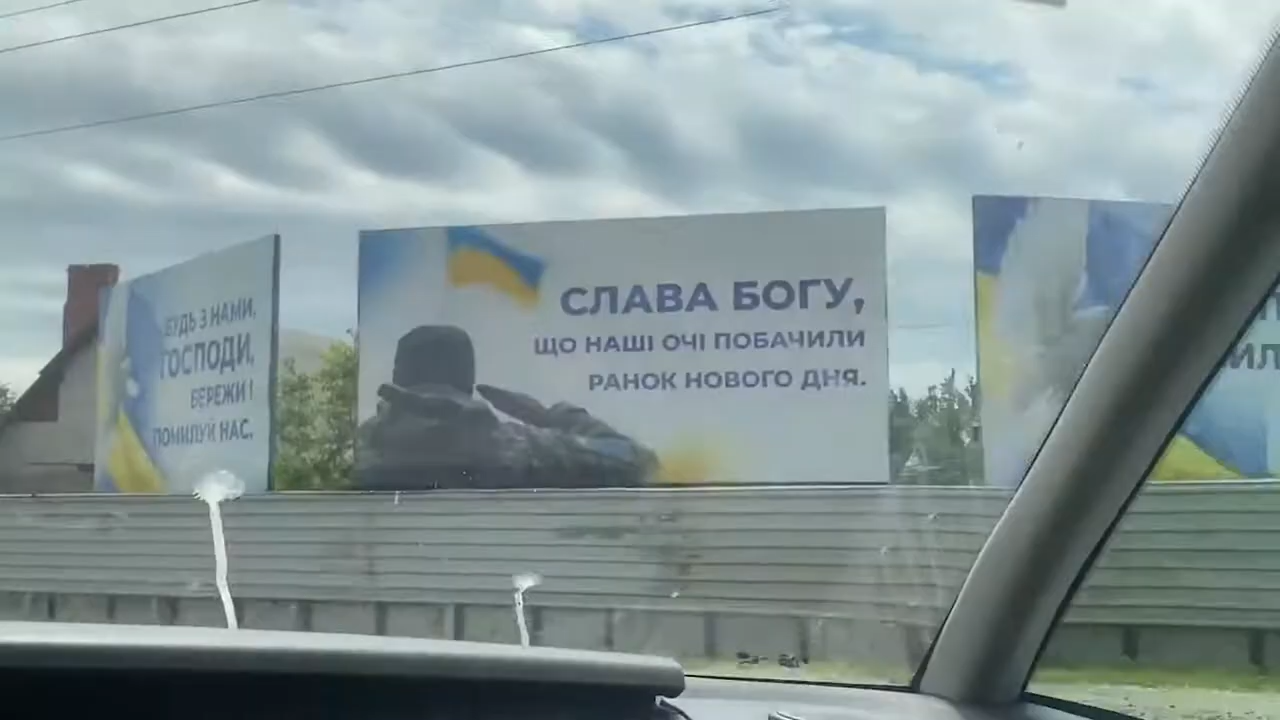 БУДЬ З НАМИ,
ГОСПОДИ,
БЕРЕЖИ І
ПОМИЛУЙ НАС.
СЛАВА БОГУ,
ЩО НАШІ ОЧІ ПОБАЧИЛИ
РАНОК НОВОГО ДНЯ.